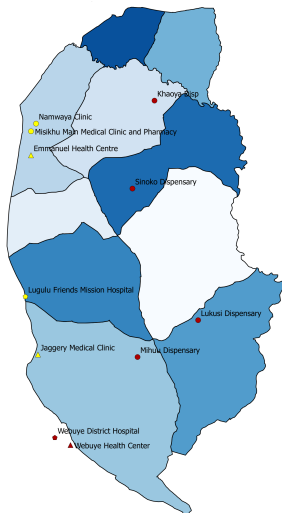 Khaoya Disp
Namwaya Clinic
Misikhu Main Medical Clinic and Pharmacy
Emmanuel Health Centre
Sinoko Dispensary
Lugulu Friends Mission Hospital
Lukusi Dispensary
Jaggery Medical Clinic
Mihuu Dispensary
Webuye District Hospital
Webuye Health Center